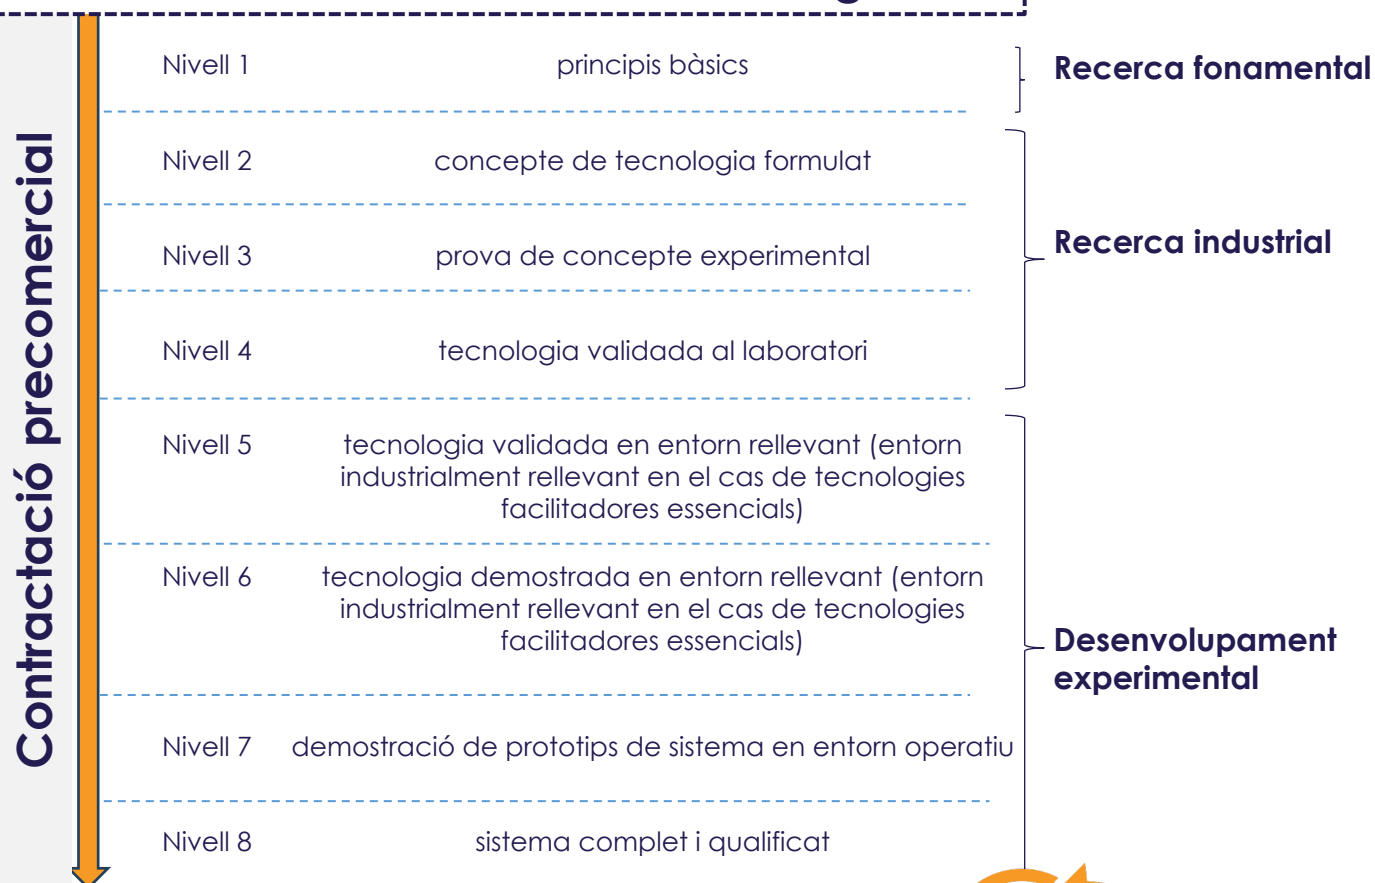 Contractació precomercial
Nivell 1
principis bàsics
Recerca fonamental
Nivell 2
concepte de tecnologia formulat
Nivell 3
prova de concepte experimental
Recerca industrial
Nivell 4
tecnologia validada al laboratori
Nivell 5
tecnologia validada en entorn rellevant (entorn
industrialment rellevant en el cas de tecnologies
facilitadores essencials)
Nivell 6
tecnologia demostrada en entorn rellevant (entorn
industrialment rellevant en el cas de tecnologies
facilitadores essencials)
Desenvolupament
experimental
Nivell 7
demostració de prototips de sistema en entorn operatiu
Nivell 8
sistema complet i qualificat